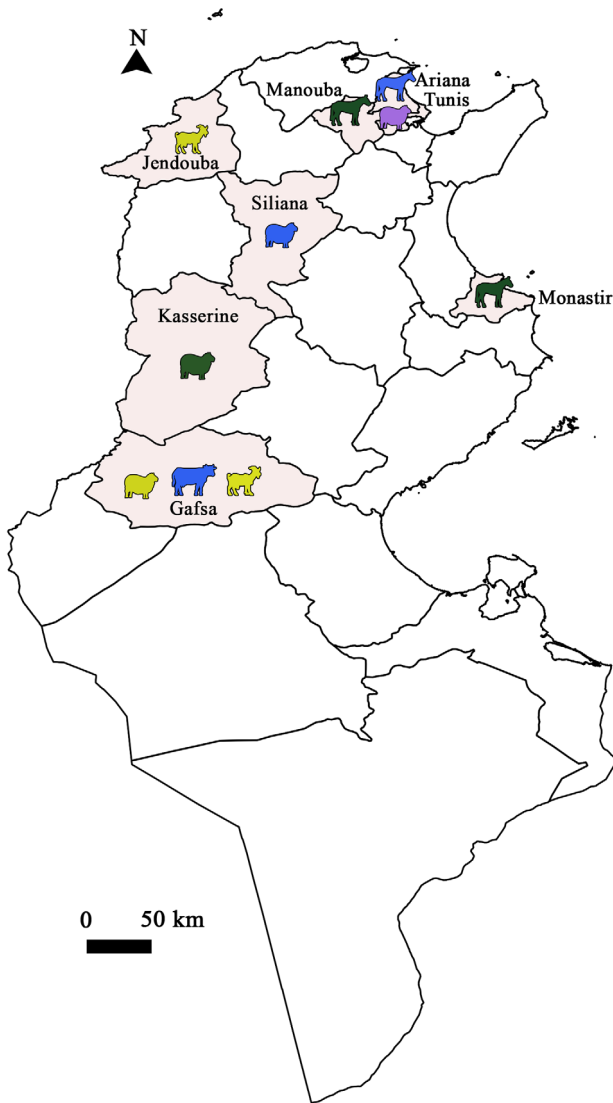 N
Manouba
Ariana
Tunis
Jendouba
Siliana
Monastir
Kasserine
Gafsa
0 50 km